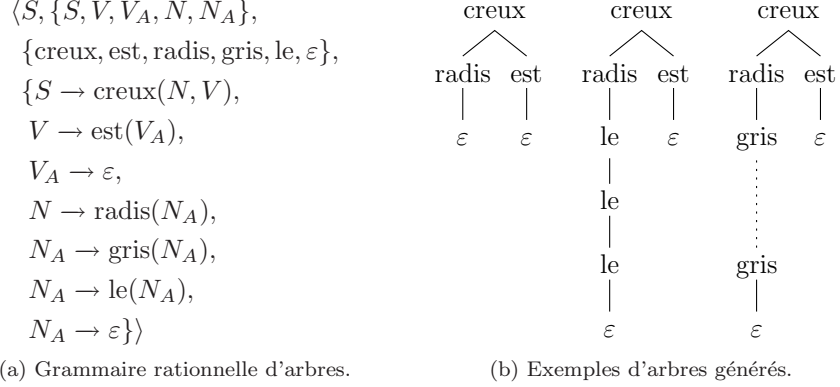 ⟨S, {S, V, V_A, N, N_A},
{creux, est, radis, gris, le, ε},
{S → creux(N, V),
V → est(V_A),
V_A → ε,
N → radis(N_A),
N_A → gris(N_A),
N_A → le(N_A),
N_A → ε}⟩
(a) Grammaire rationnelle d'arbres.
creux creux creux
radis est radis est radis est
ε ε le ε gris ε
le
le gris
ε ε
(b) Exemples d'arbres générés.